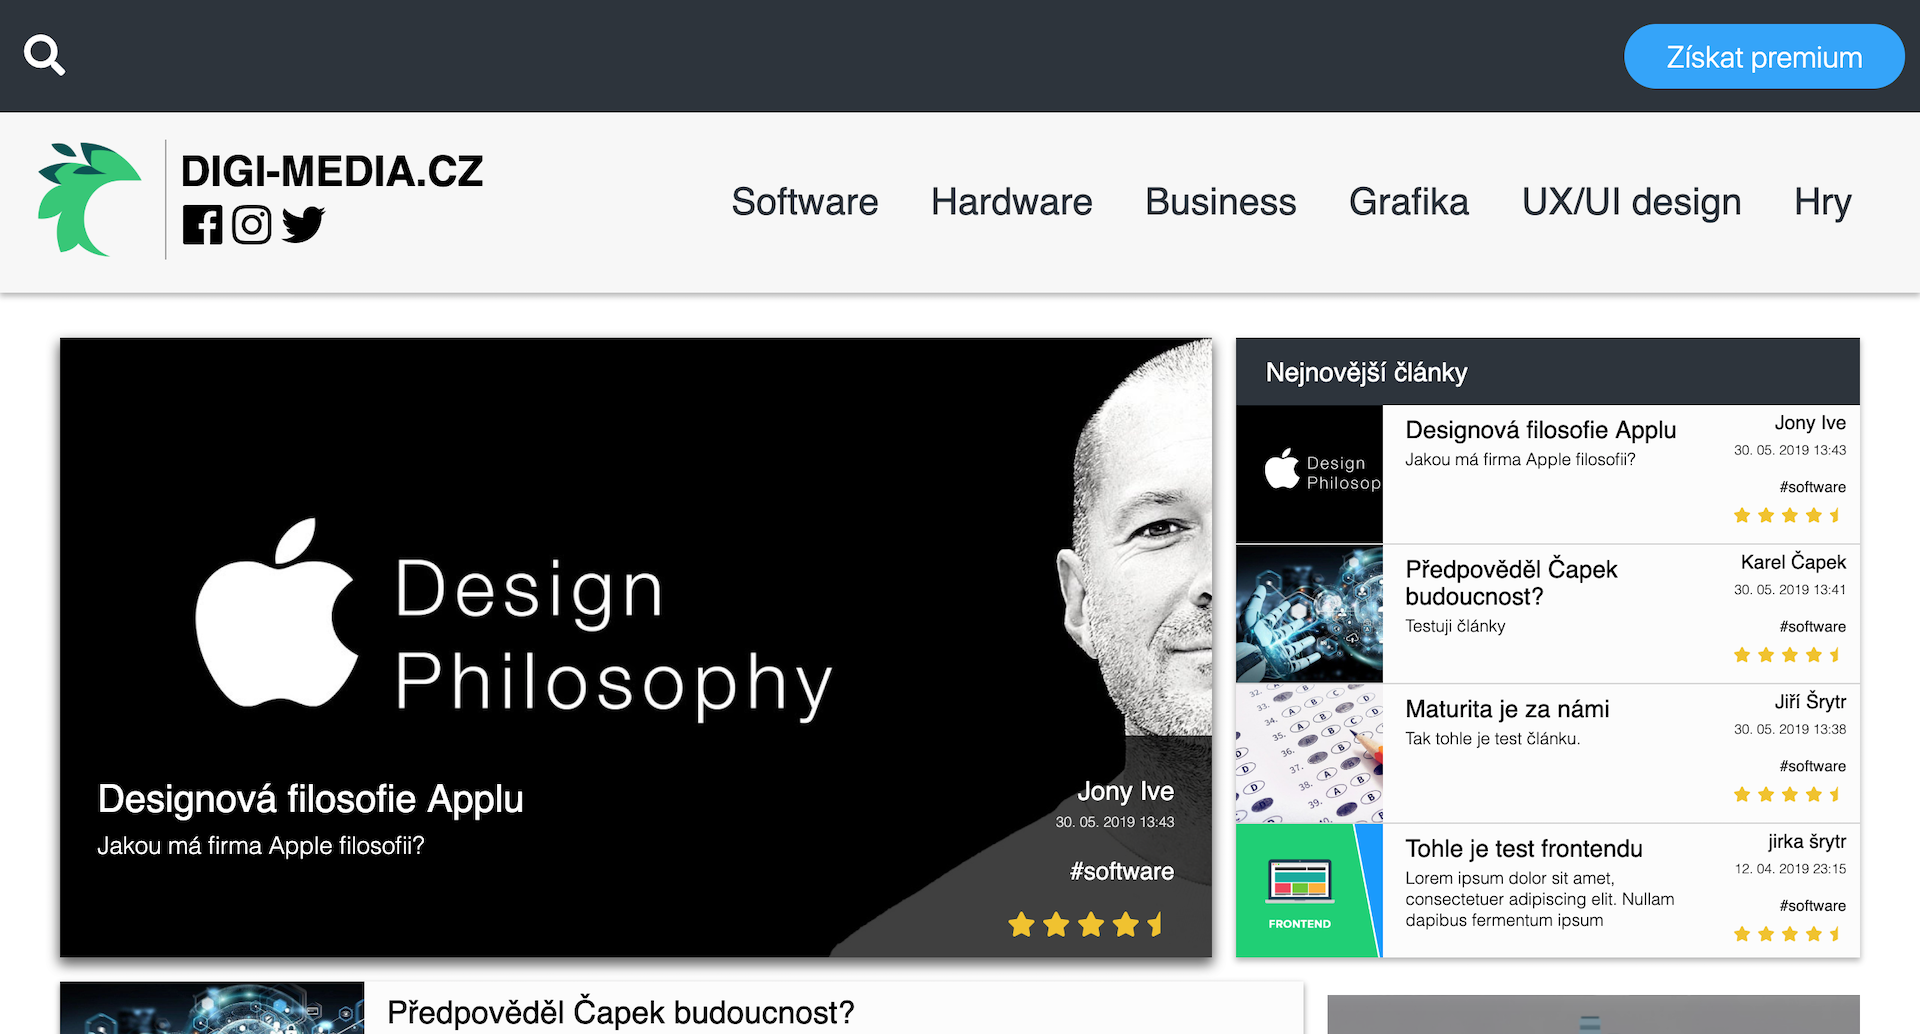 Získat premium
DIGI-MEDIA.CZ
Software Hardware Business Grafika UX/UI design Hry
Design
Philosophy
Designová filosofie Applu
Jakou má firma Apple filosofii?
Jony Ive
30. 05. 2019 13:43
#software
Nejnovější články
Design
Philosop
Designová filosofie Applu
Jakou má firma Apple filosofii?
Jony Ive
30. 05. 2019 13:43
#software
Předpověděl Čapek
budoucnost?
Testuji články
Karel Čapek
30. 05. 2019 13:41
#software
Maturita je za námi
Tak tohle je test článku.
Jiří Šrytr
30. 05. 2019 13:38
#software
FRONTEND
Tohle je test frontendu
Lorem ipsum dolor sit amet,
consectetuer adipiscing elit. Nullam
dapibus fermentum ipsum
jirka šrytr
12. 04. 2019 23:15
#software
Předpověděl Čapek budoucnost?